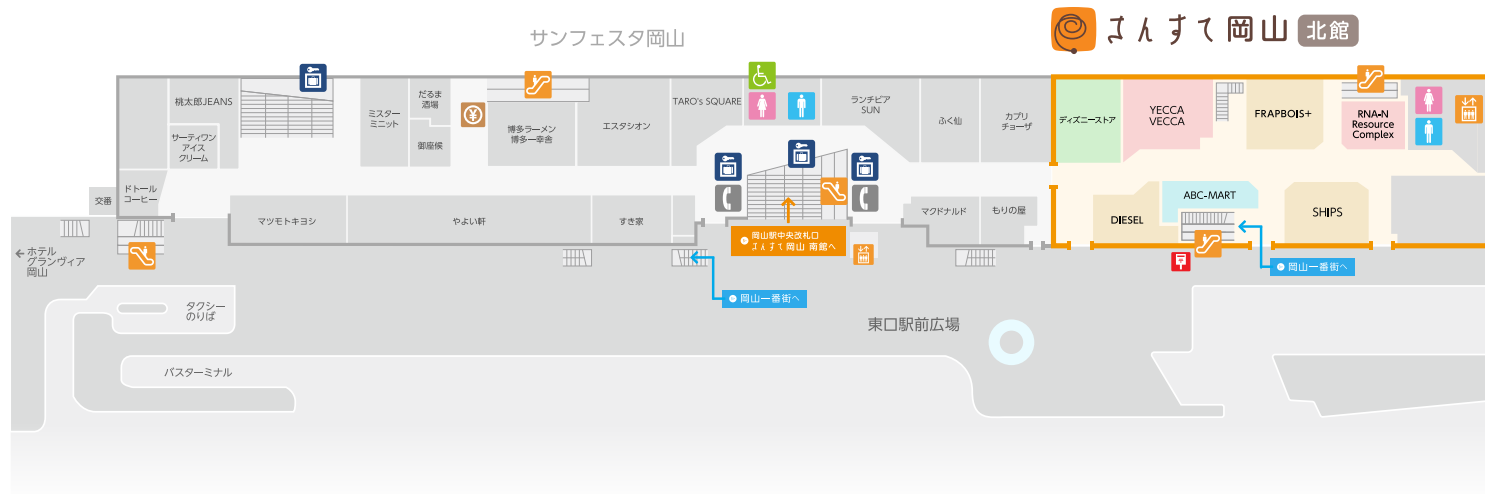 サンフェスタ岡山
さんすて岡山 北館
桃太郎JEANS
サーティワン
アイス
クリーム
ドトール
コーヒー
交番
ミスター
ミニット
だるま
酒場
御座候
博多ラーメン
博多一幸舎
エスタシオン
TARO's SQUARE
ランチピア
SUN
ふく仙
カプリ
チョーザ
ディズニーストア
YECCA
VECCA
FRAPBOIS+
RNA-N
Resource
Complex
マツモトキヨシ
やよい軒
すき家
マクドナルド
もりの屋
DIESEL
ABC-MART
SHIPS
岡山駅中央改札口
さんすて岡山 南館へ
←ホテル
グランヴィア
岡山
岡山一番街へ
岡山一番街へ
タクシー
のりば
東口駅前広場
バスターミナル